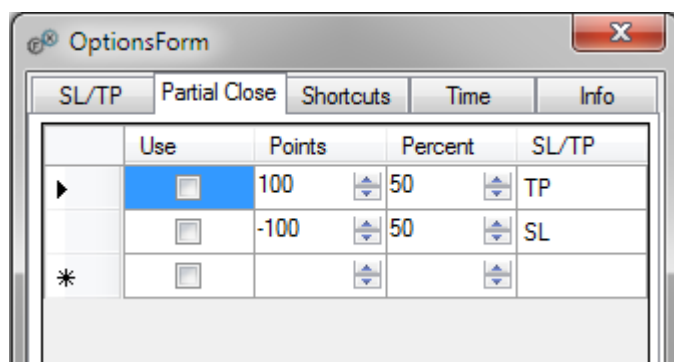 OptionsForm
SL/TP Partial Close Shortcuts Time Info
Use Points Percent SL/TP
100 50 TP
-100 50 SL